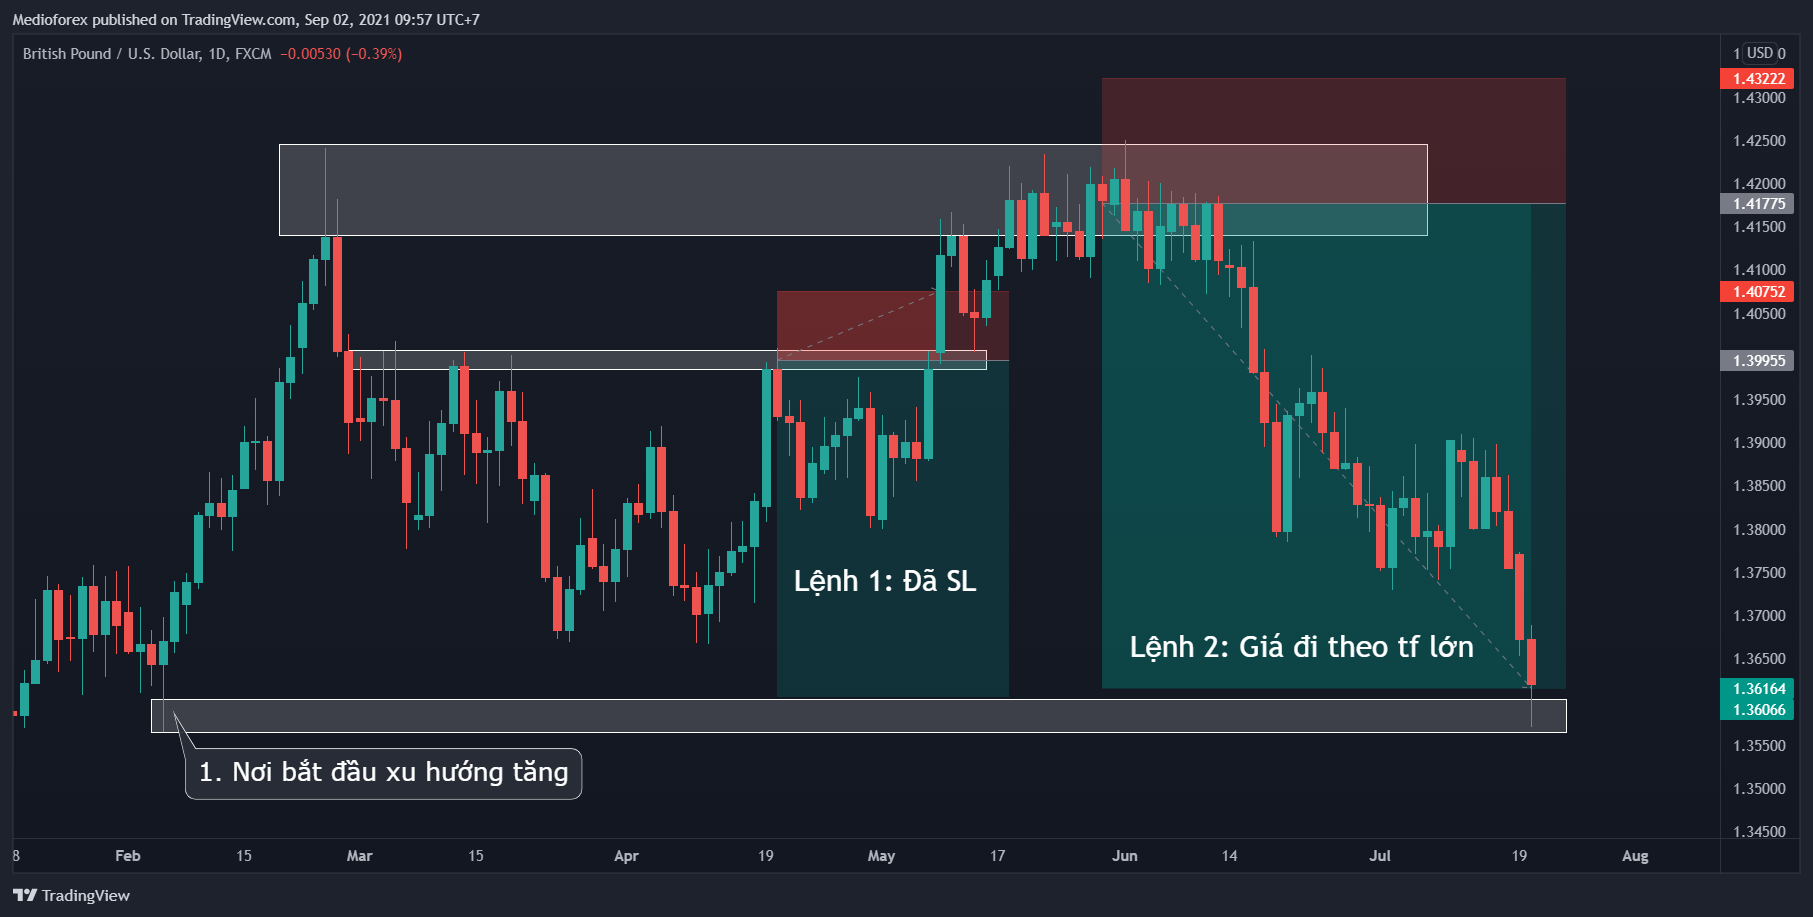 Medioforex published on TradingView.com, Sep 02, 2021 09:57 UTC+7
British Pound / U.S. Dollar, 1D, FXCM −0.00530 (−0.39%)
USD
1.43222
1.43000
1.42500
1.42000
1.41775
1.41500
1.41000
1.40752
1.40500
1.39955
1.39500
1.39000
1.38500
1.38000
1.37500
1.37000
1.36500
1.36164
1.36066
1.35500
1.35000
1.34500
Lệnh 1: Đã SL
Lệnh 2: Giá đi theo tf lớn
1. Nơi bắt đầu xu hướng tăng
8 Feb 15 Mar 15 Apr 19 May 17 Jun 14 Jul 19 Aug
TradingView